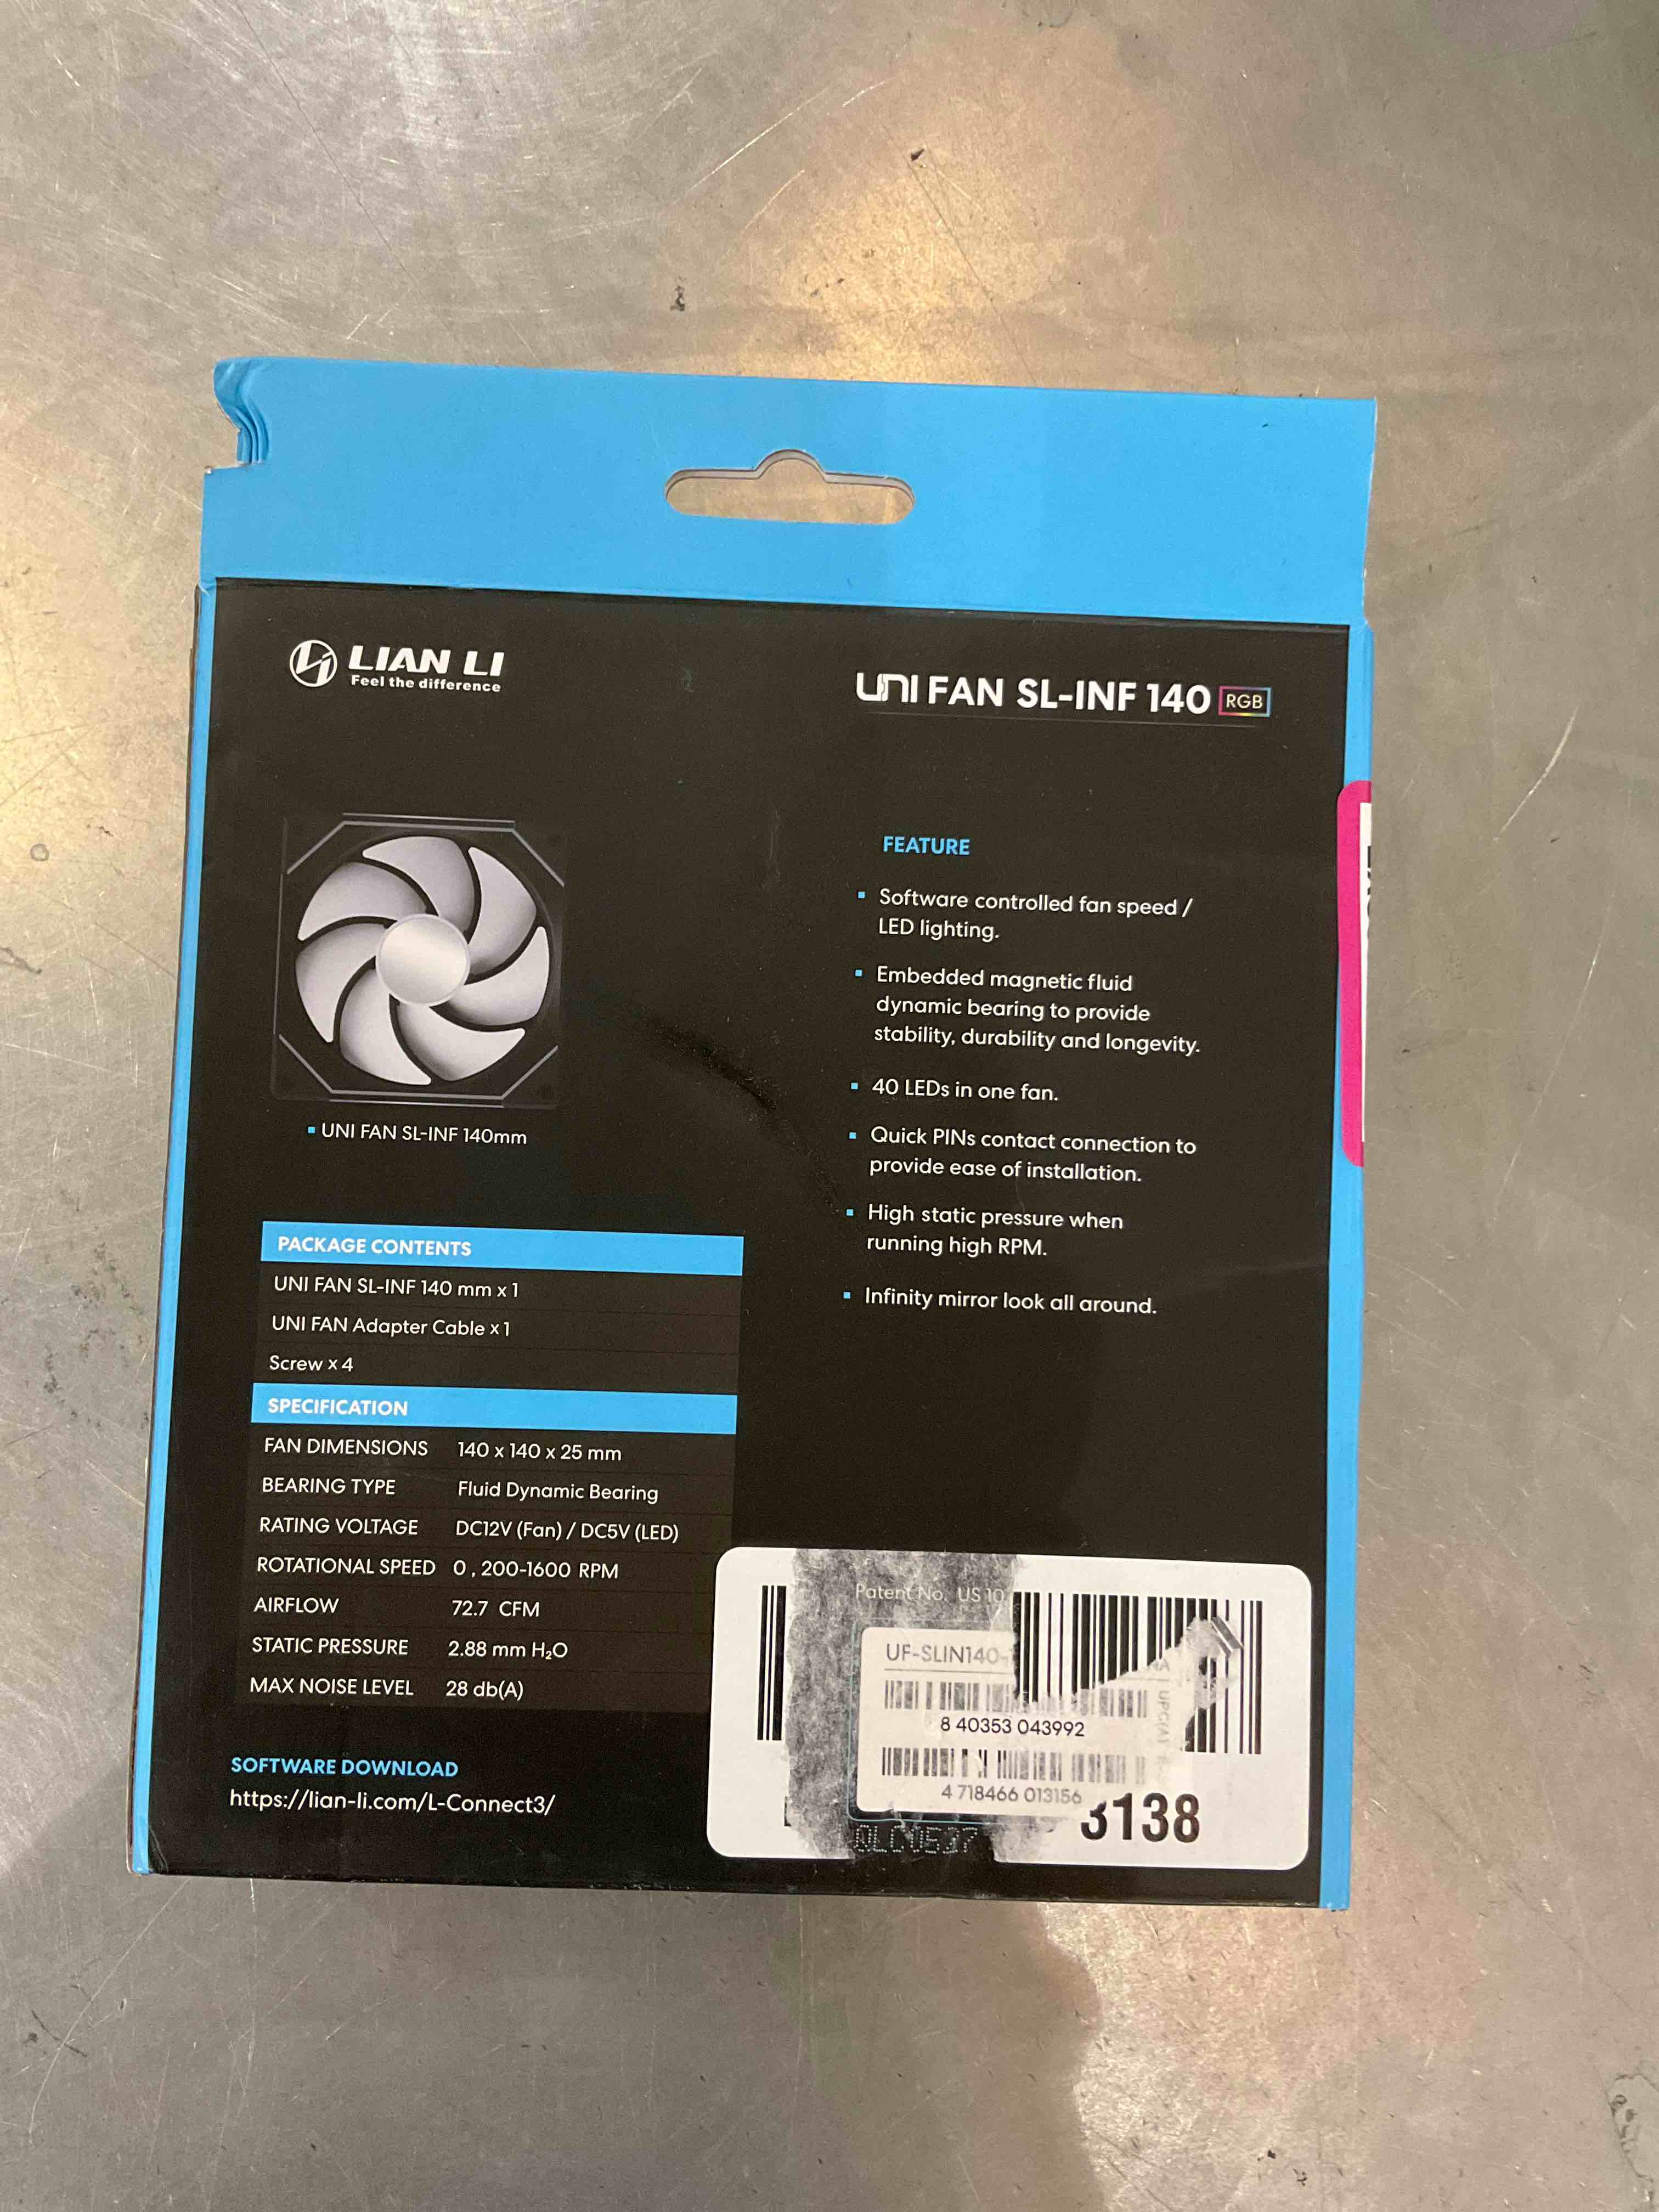 LIAN LI
Feel the difference
UNI FAN SL-INF 140 RGB
UNI FAN SL-INF 140mm
FEATURE
Software controlled fan speed /
LED lighting.
Embedded magnetic fluid
dynamic bearing to provide
stability, durability and longevity.
40 LEDs in one fan.
Quick PINs contact connection to
provide ease of installation.
High static pressure when
running high RPM.
Infinity mirror look all around.
PACKAGE CONTENTS
UNI FAN SL-INF 140 mm x 1
UNI FAN Adapter Cable x 1
Screw x 4
SPECIFICATION
FAN DIMENSIONS 140 x 140 x 25 mm
BEARING TYPE Fluid Dynamic Bearing
RATING VOLTAGE DC12V (Fan) / DC5V (LED)
ROTATIONAL SPEED 0 , 200-1600 RPM
AIRFLOW 72.7 CFM
STATIC PRESSURE 2.88 mm H₂O
MAX NOISE LEVEL 28 db(A)
SOFTWARE DOWNLOAD
https://lian-li.com/L-Connect3/
Patent No. US 10
UF-SLIN140-
8 40353 043992
4 718466 013156
3138